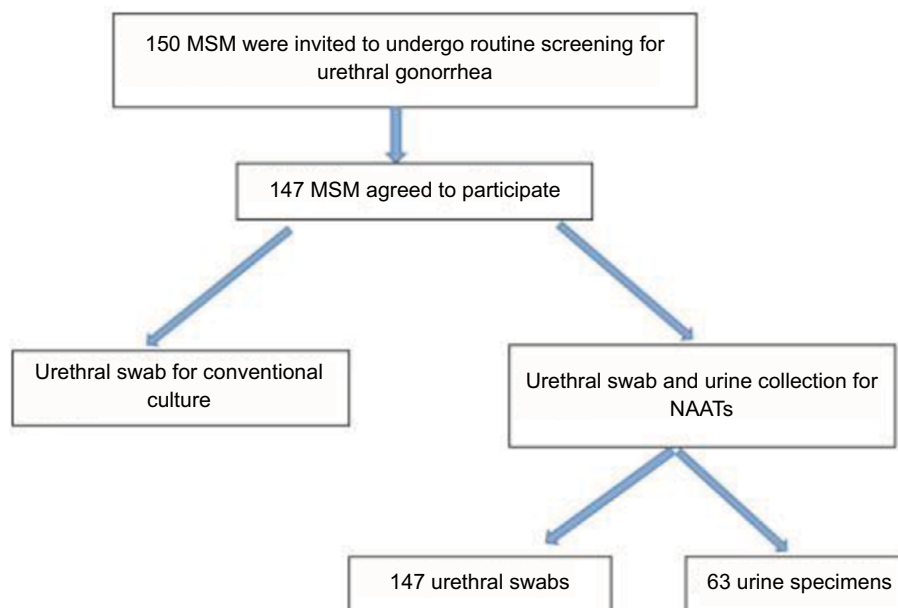 150 MSM were invited to undergo routine screening for
urethral gonorrhea
147 MSM agreed to participate
Urethral swab for conventional
culture
Urethral swab and urine collection for
NAATs
147 urethral swabs
63 urine specimens